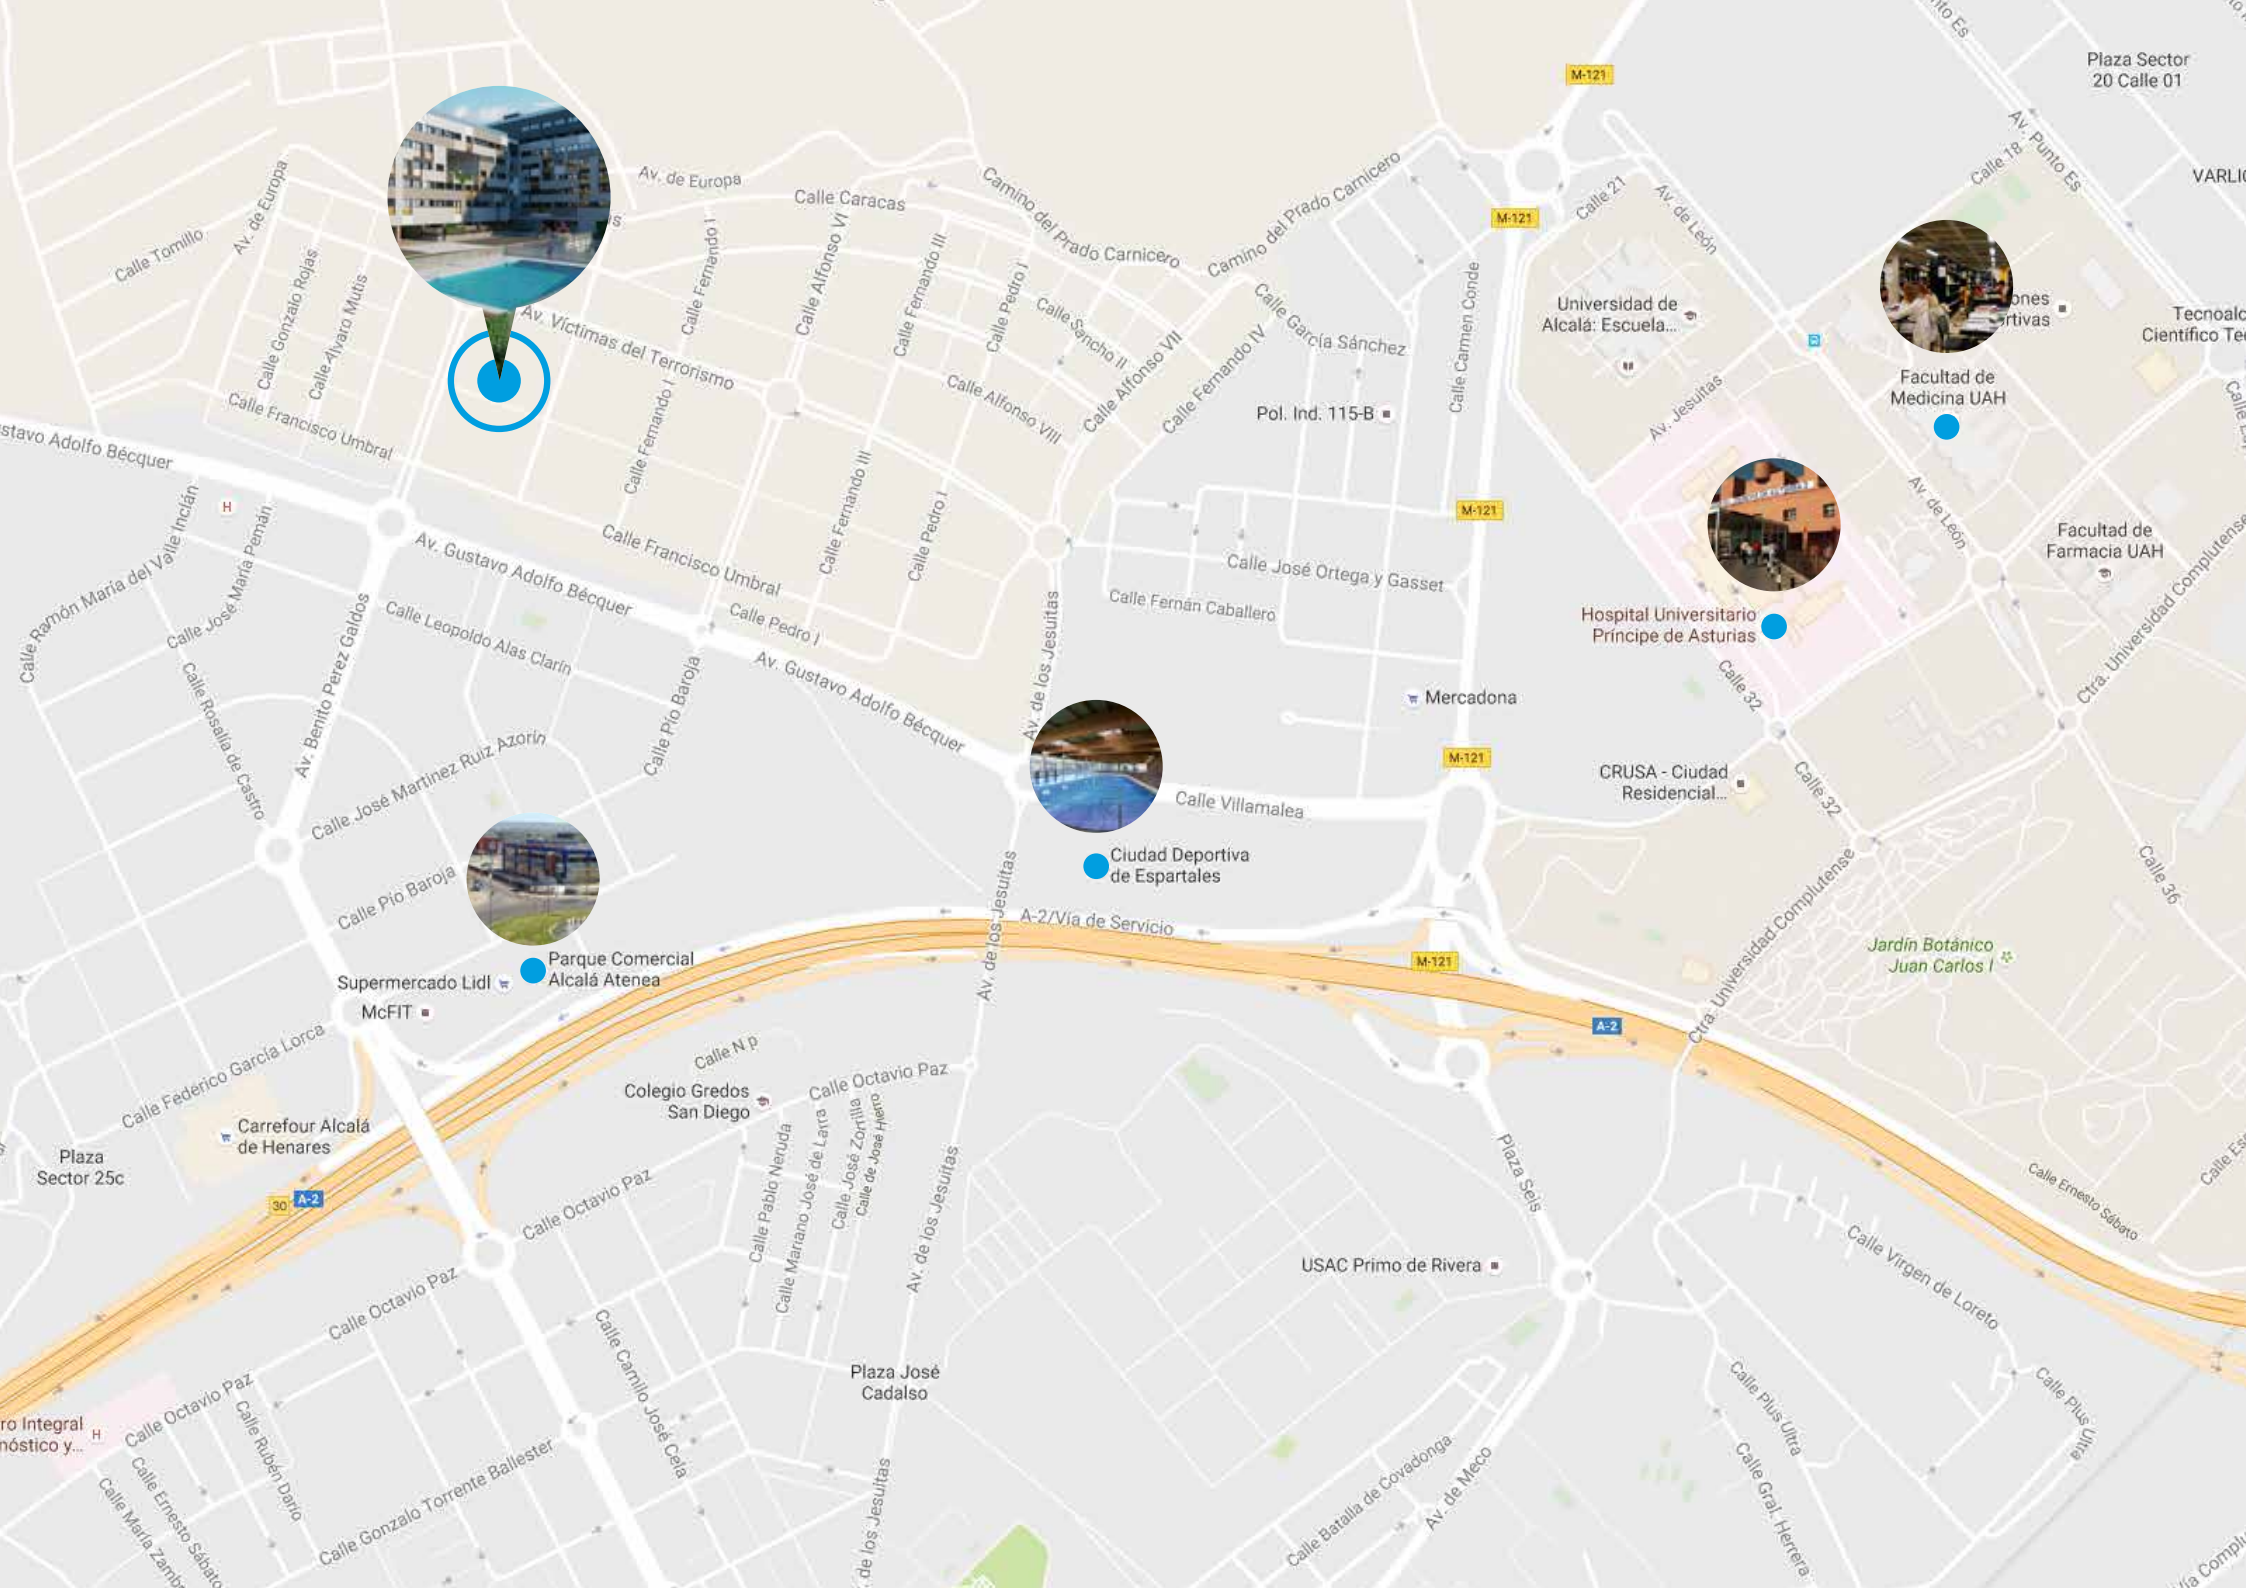 M-121
Plaza Sector
20 Calle 01
Av. Punto Es
Calle 18
Av. de Europa
Calle Caracas
Camino del Prado Carnicero
Camino del Prado Carnicero
Calle 21
Av. de León
M-121
Av. de Europa
Calle Tomillo
Calle Gonzalo Rojas
Calle Alvaro Mutis
Calle Fernando I
Calle Alfonso VI
Calle Fernando III
Calle Pedro I
Calle Sancho II
Calle García Sánchez
Calle Carmen Conde
Universidad de
Alcalá: Escuela...
Av. Víctimas del Terrorismo
Calle Alfonso VII
Calle Fernando IV
Calle Alfonso VIII
Calle Fernando I
Calle Francisco Umbral
Pol. Ind. 115-B
Av. Jesuitas
Facultad de
Medicina UAH
Adolfo Bécquer
H
Calle Ramón María del Valle Inclán
Calle José María Pemán
Av. Gustavo Adolfo Bécquer
Calle Francisco Umbral
Calle Fernando III
Calle Pedro I
Calle Pedro I
M-121
Calle José Ortega y Gasset
Calle Fernán Caballero
Av. de León
Facultad de
Farmacia UAH
Ctra. Universidad Complutense
Hospital Universitario
Príncipe de Asturias
Calle 32
Calle Leopoldo Alas Clarín
Av. Benito Perez Galdos
Calle Rosalía de Castro
Calle Pío Baroja
Av. Gustavo Adolfo Bécquer
Av. de los Jesuitas
Mercadona
M-121
Calle José Martinez Ruiz Azorín
Calle Villamalea
CRUSA - Ciudad
Residencial...
Calle 32
Calle Pío Baroja
Ciudad Deportiva
de Espartales
Av. de los Jesuitas
A-2/Vía de Servicio
Ctra. Universidad Complutense
Calle 36
Jardín Botánico
Juan Carlos I
Parque Comercial
Alcalá Atenea
Supermercado Lidl
McFIT
M-121
A-2
Calle Federico García Lorca
Calle N p
Colegio Gredos
San Diego
Calle Octavio Paz
Carrefour Alcalá
de Henares
Plaza
Sector 25c
30
A-2
Calle Octavio Paz
Calle Pablo Neruda
Calle Mariano José de Larra
Calle José Zorrilla
Calle de José Hierro
Av. de los Jesuitas
Plaza Seis
Calle Ernesto Sábato
Calle Virgen de Loreto
USAC Primo de Rivera
Calle Octavio Paz
Calle Camilo José Cela
Plaza José
Cadalso
Calle Plus Ultra
Calle Plus Ultra
Integral
H
Calle Octavio Paz
Calle Rubén Darío
Calle Ernesto Sábato
Calle María
Calle Gonzalo Torrente Ballester
de los Jesuitas
Calle Batalla de Covadonga
Av. de Meco
Calle Gral. Herrera